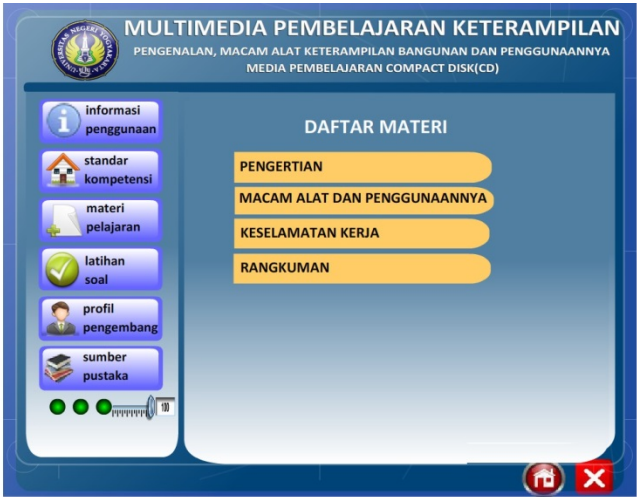 MULTIMEDIA PEMBELAJARAN KETERAMPILAN
PENGENALAN, MACAM ALAT KETERAMPILAN BANGUNAN DAN PENGGUNAANNYA
MEDIA PEMBELAJARAN COMPACT DISK(CD)
informasi
penggunaan
standar
kompetensi
materi
pelajaran
latihan
soal
profil
pengembang
sumber
pustaka
100
DAFTAR MATERI
PENGERTIAN
MACAM ALAT DAN PENGGUNAANNYA
KESELAMATAN KERJA
RANGKUMAN